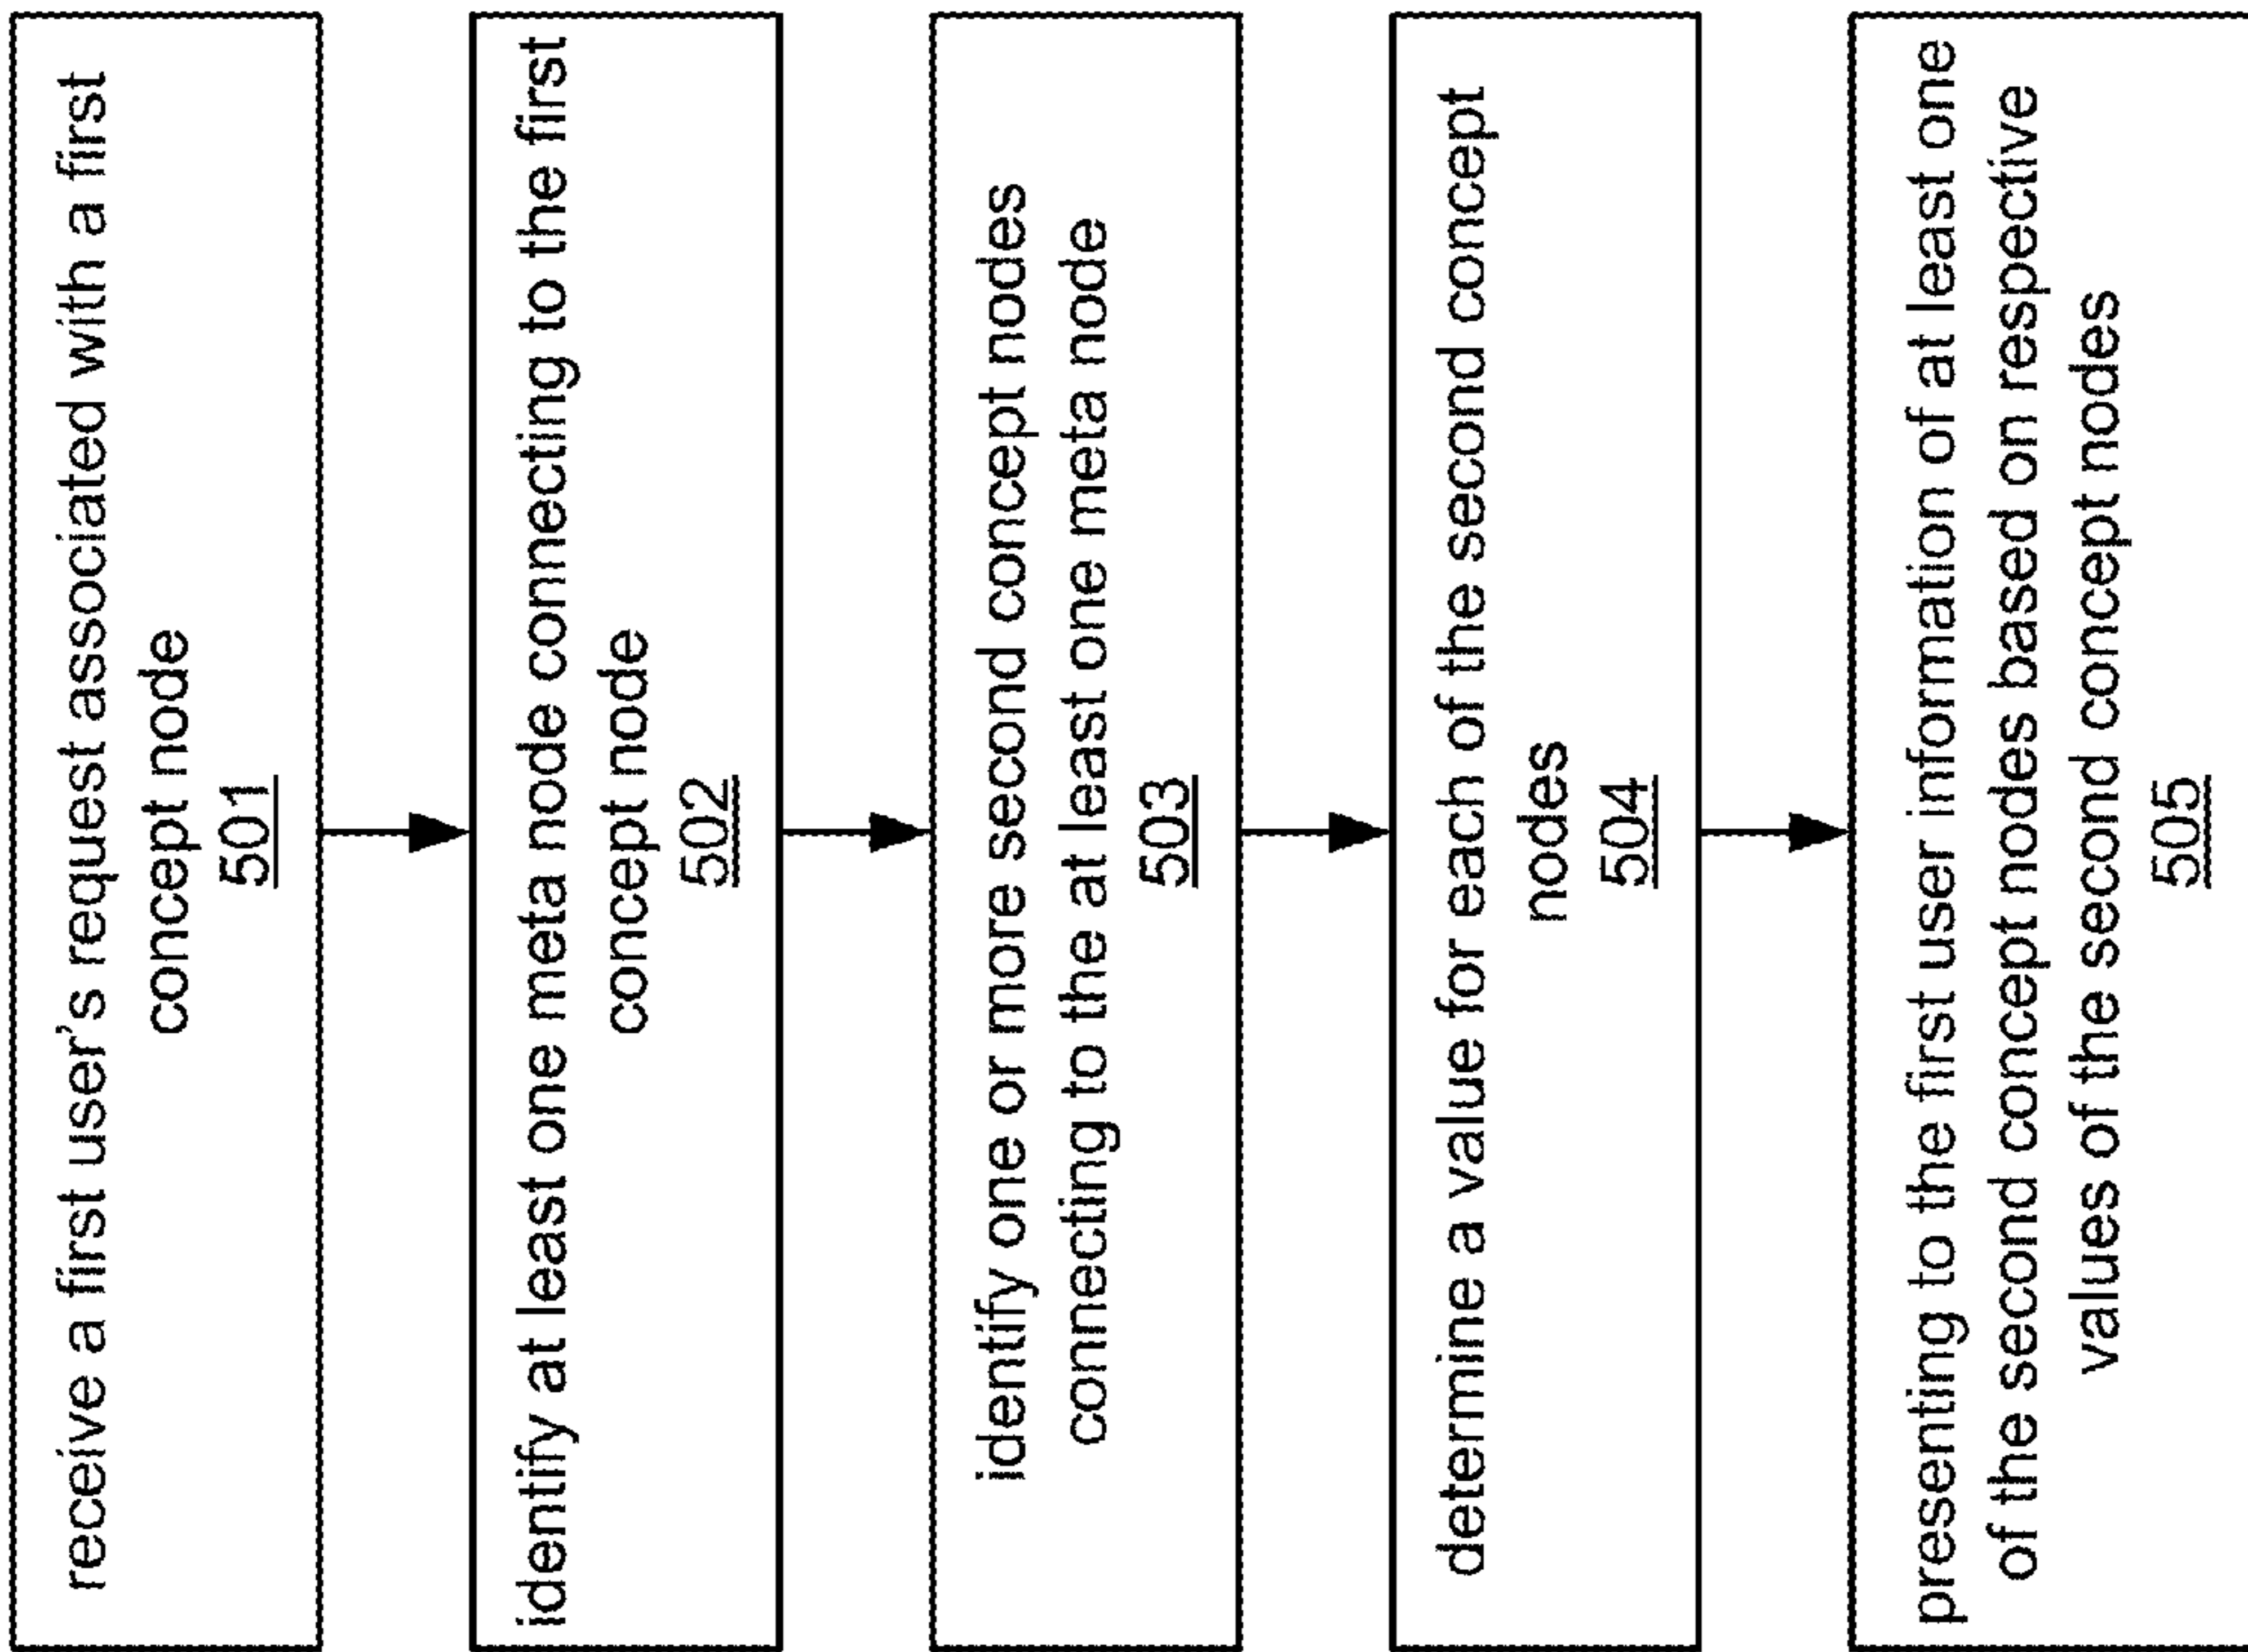 receive a first user's request associated with a first
concept node
501
identify at least one meta node connecting to the first
concept node
502
identify one or more second concept nodes
connecting to the at least one meta node
503
determine a value for each of the second concept
nodes
504
presenting to the first user information of at least one
of the second concept nodes based on respective
values of the second concept nodes
505